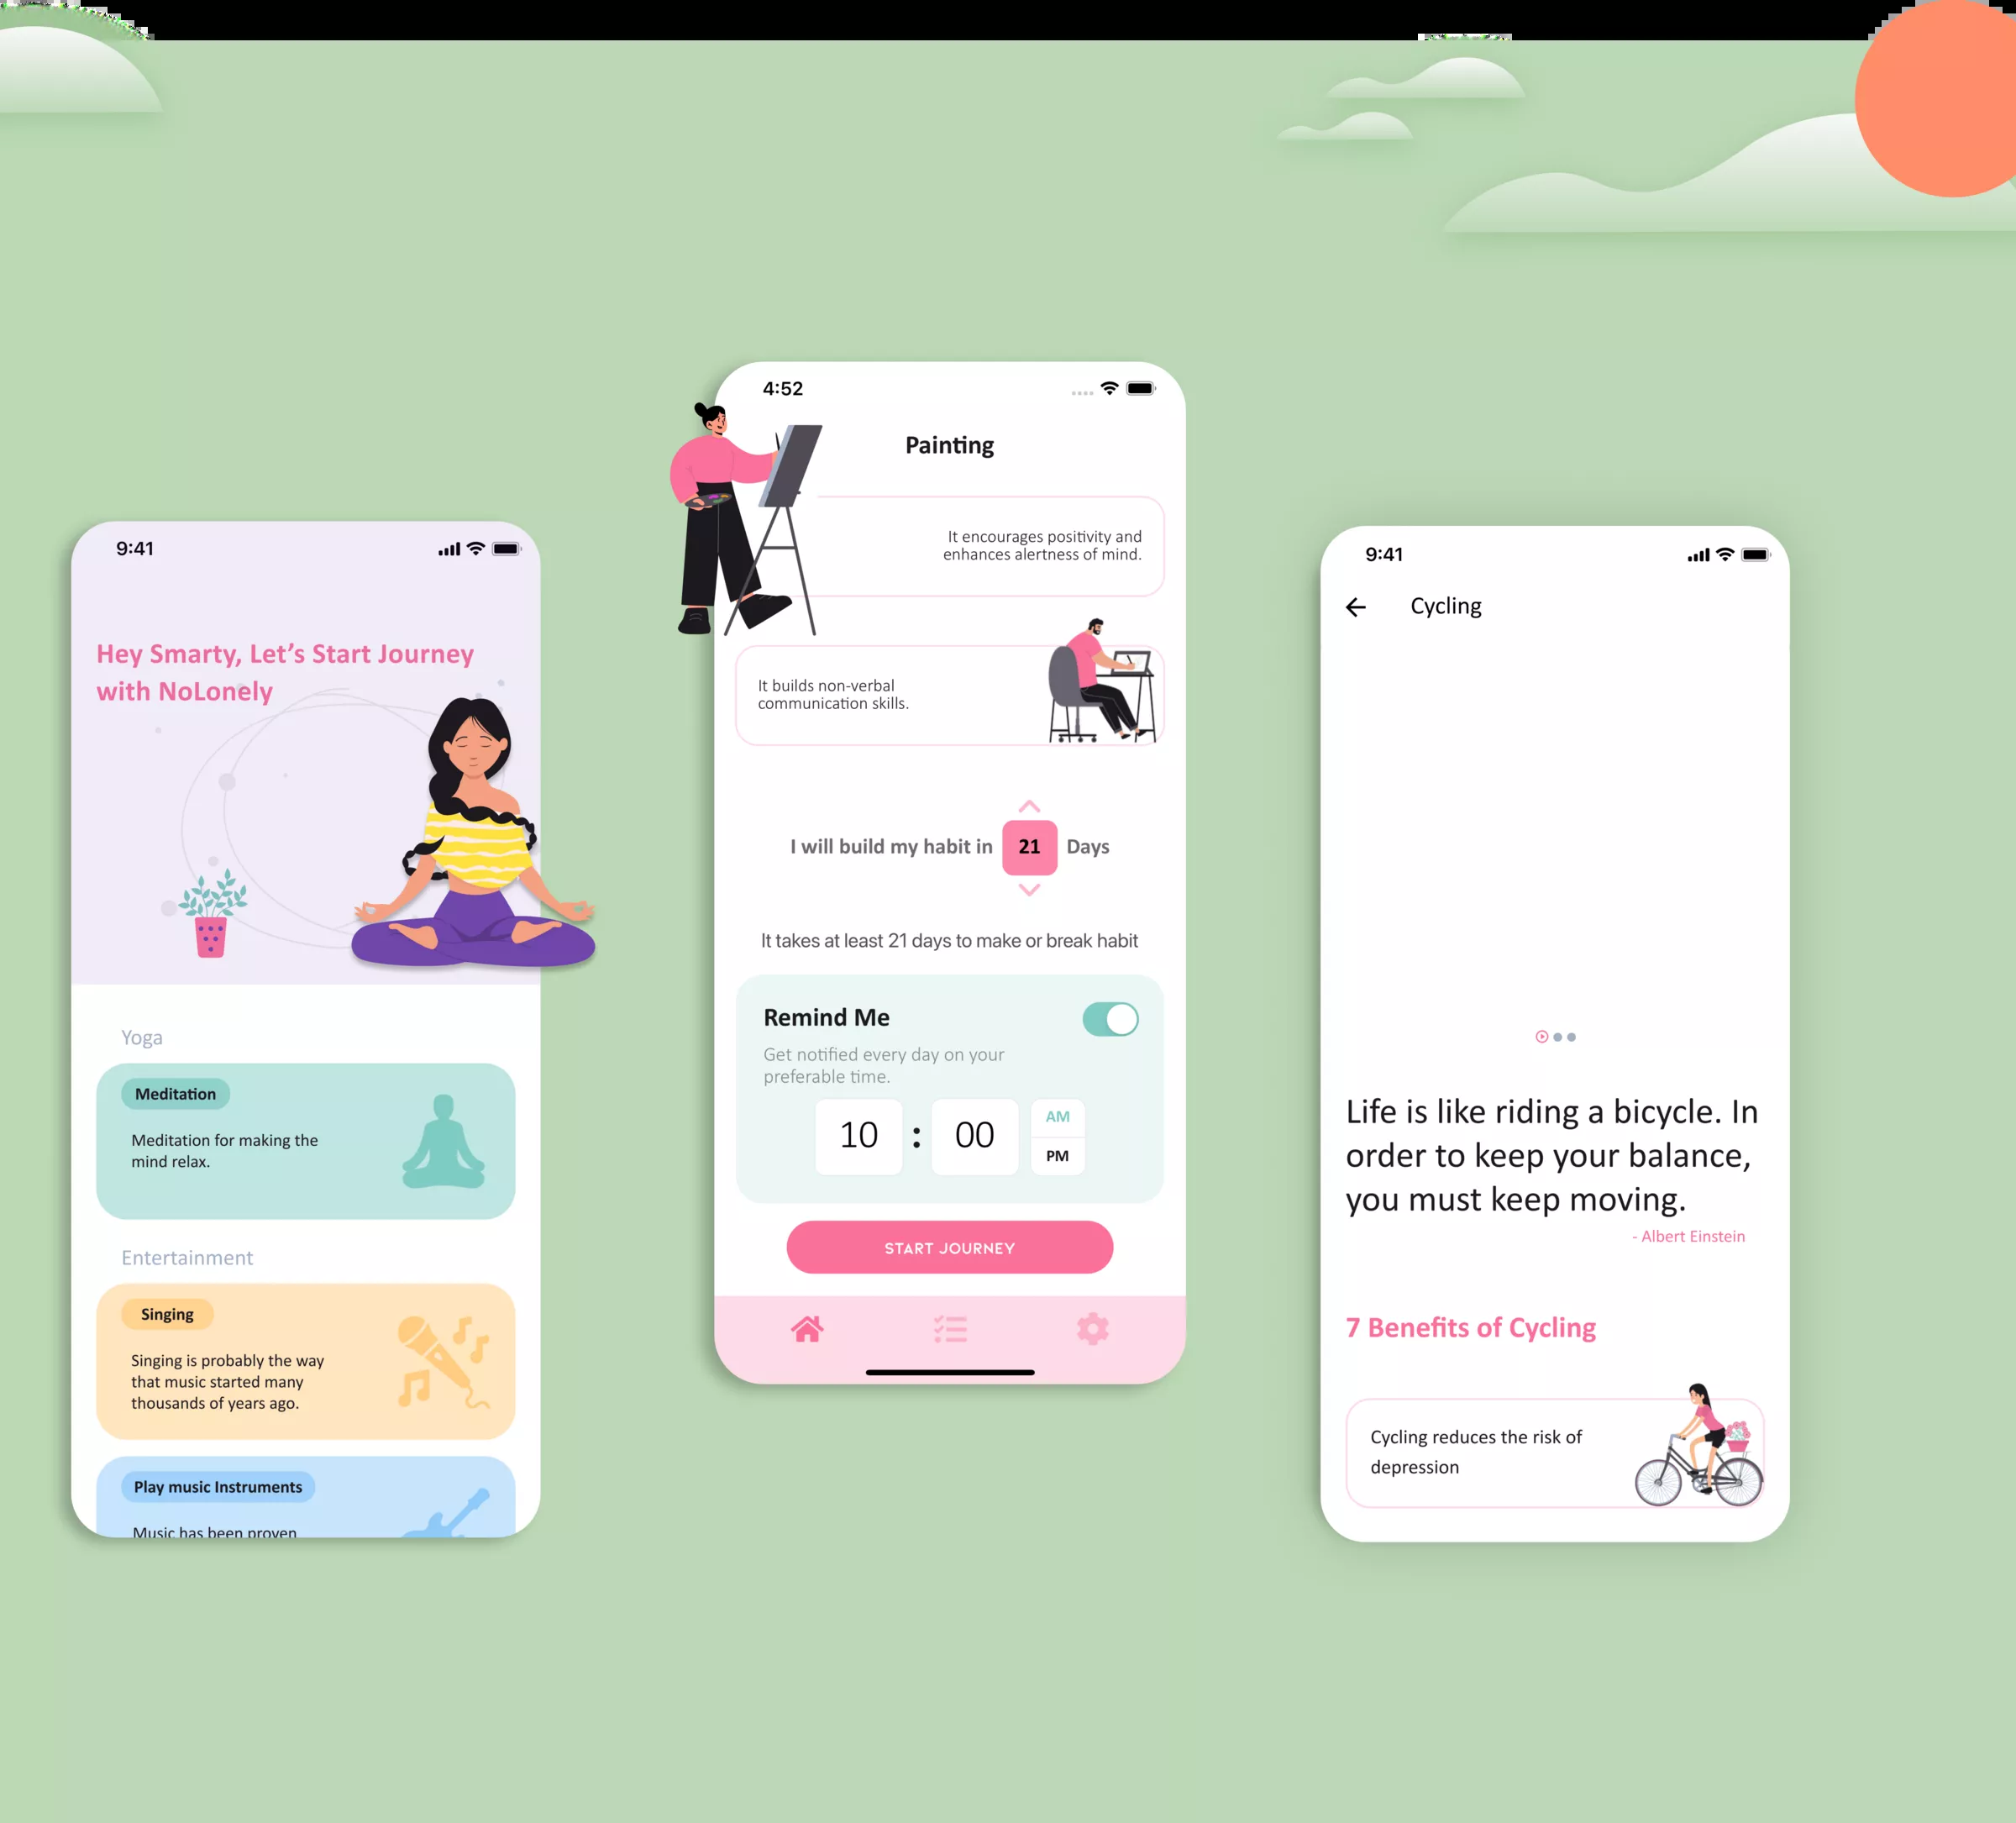 9:41
Hey Smarty, Let's Start Journey
with NoLonely
Yoga
Meditation
Meditation for making the
mind relax.
Entertainment
Singing
Singing is probably the way
that music started many
thousands of years ago.
Play music Instruments
Music has been proven
4:52
Painting
It encourages positivity and
enhances alertness of mind.
It builds non-verbal
communication skills.
I will build my habit in 21 Days
It takes at least 21 days to make or break habit
Remind Me
Get notified every day on your
preferable time.
10 : 00
AM
PM
START JOURNEY
9:41
Cycling
Life is like riding a bicycle. In
order to keep your balance,
you must keep moving.
- Albert Einstein
7 Benefits of Cycling
Cycling reduces the risk of
depression